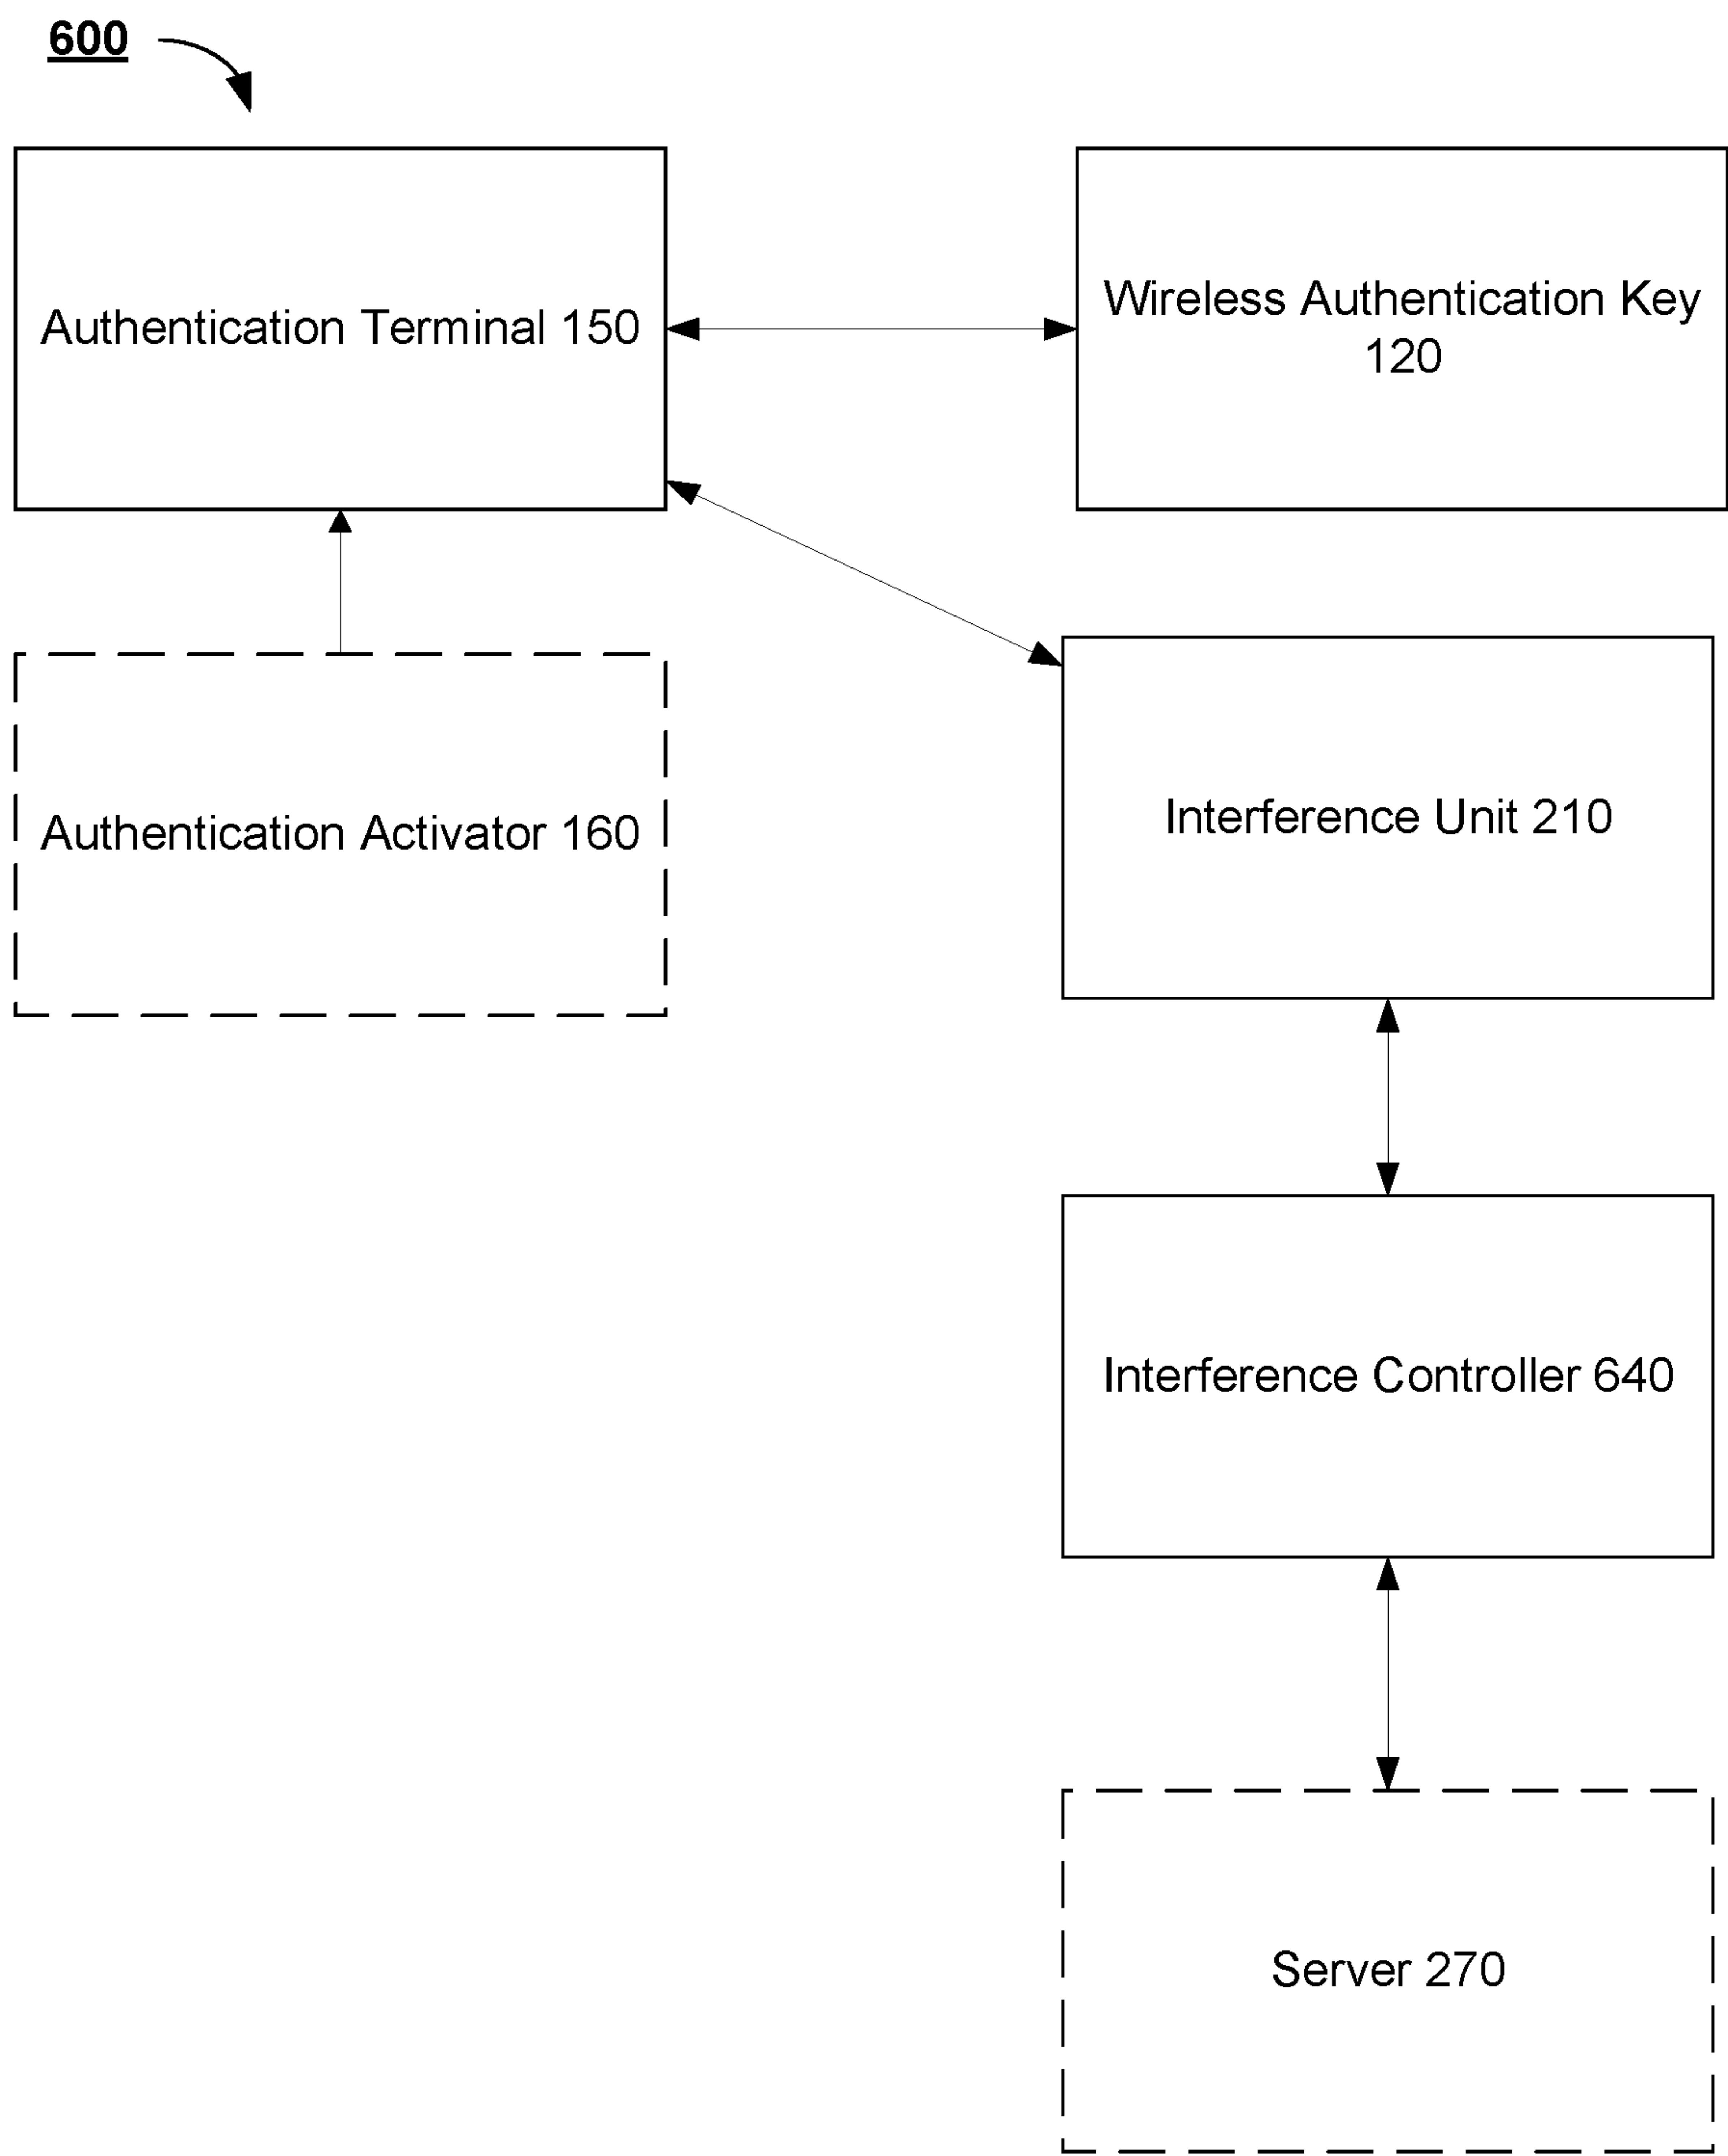 600
Authentication Terminal 150
Wireless Authentication Key
120
Authentication Activator 160
Interference Unit 210
Interference Controller 640
Server 270